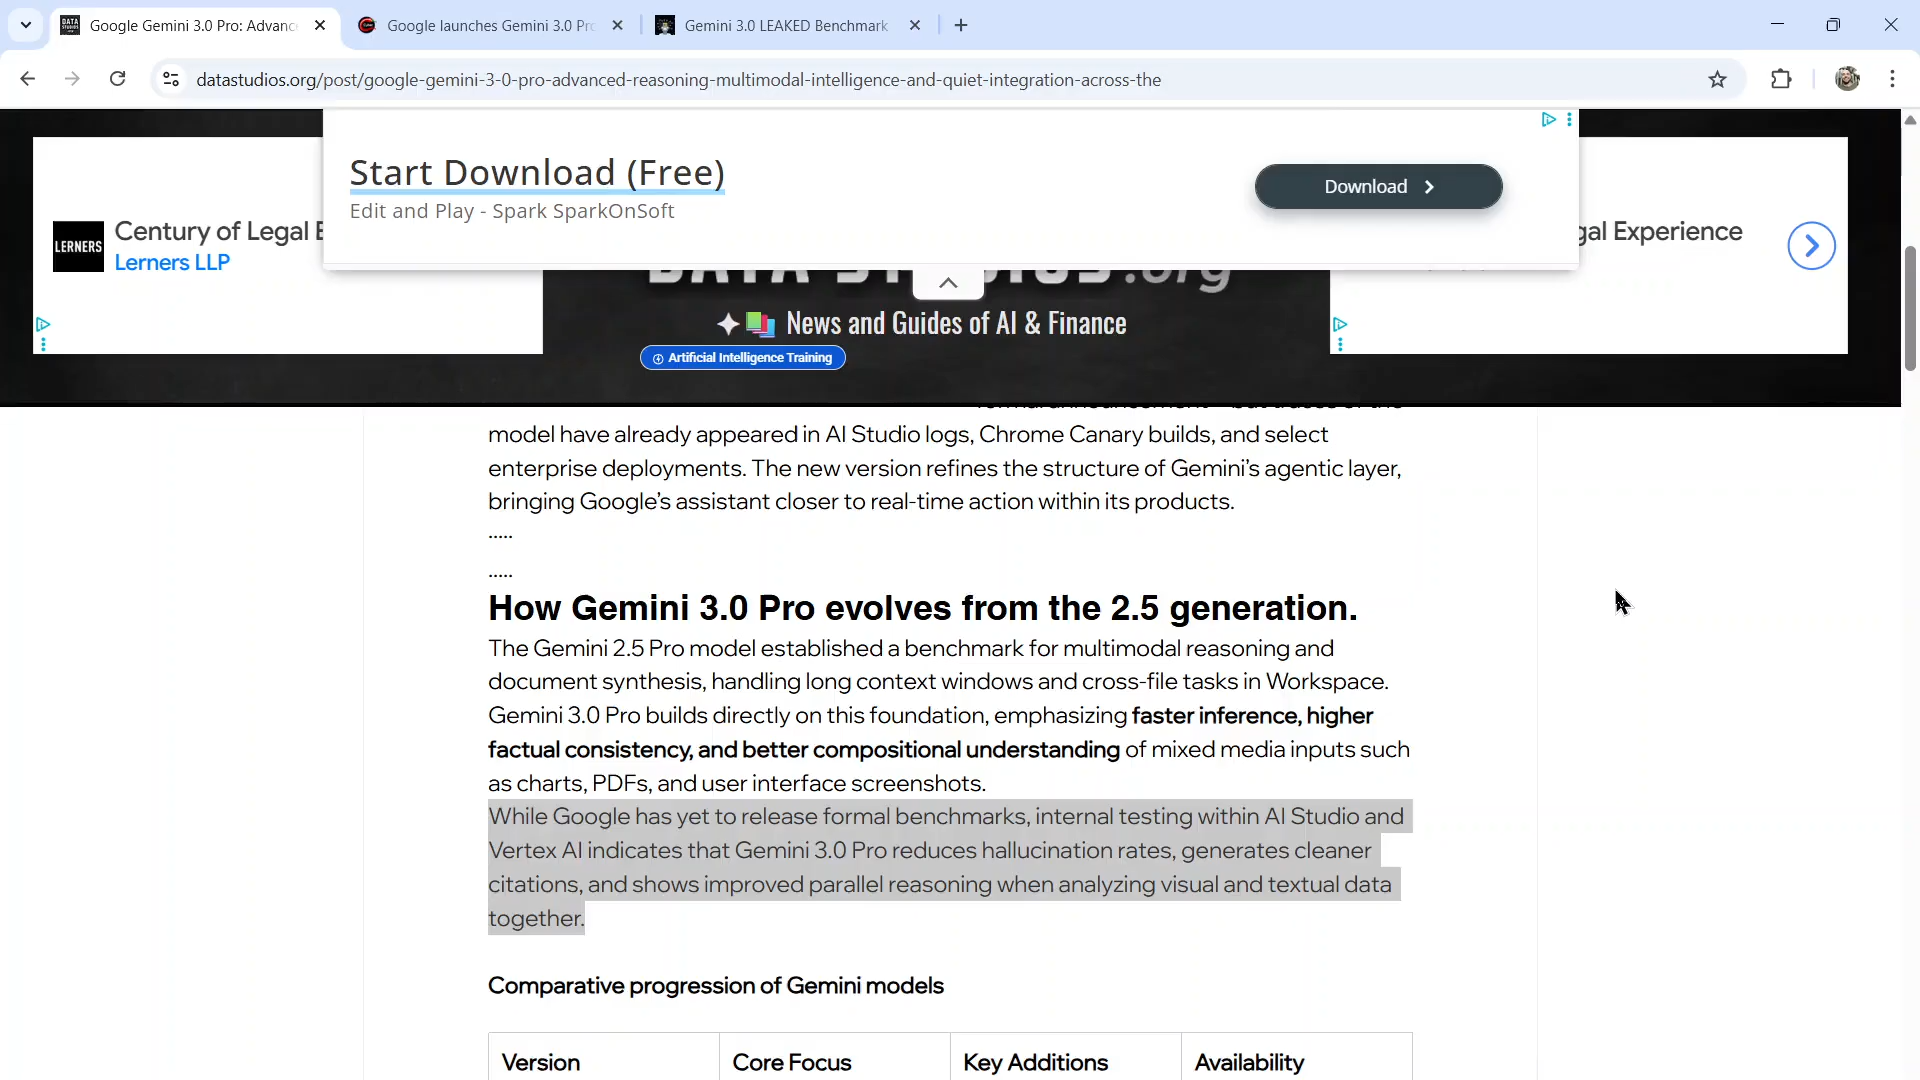 Google Gemini 3.0 Pro: Advanc
Google launches Gemini 3.0 Pro
Gemini 3.0 LEAKED Benchmark
datastudios.org/post/google-gemini-3-0-pro-advanced-reasoning-multimodal-intelligence-and-quiet-integration-across-the
Start Download (Free)
Edit and Play - Spark SparkOnSoft
Download
LERNERS
Century of Legal E
Lerners LLP
gal Experience
DATA STUDIOS.org
News and Guides of AI & Finance
Artificial Intelligence Training
model have already appeared in AI Studio logs, Chrome Canary builds, and select
enterprise deployments. The new version refines the structure of Gemini’s agentic layer,
bringing Google’s assistant closer to real-time action within its products.
.....
.....
How Gemini 3.0 Pro evolves from the 2.5 generation.
The Gemini 2.5 Pro model established a benchmark for multimodal reasoning and
document synthesis, handling long context windows and cross-file tasks in Workspace.
Gemini 3.0 Pro builds directly on this foundation, emphasizing faster inference, higher
factual consistency, and better compositional understanding of mixed media inputs such
as charts, PDFs, and user interface screenshots.
While Google has yet to release formal benchmarks, internal testing within AI Studio and
Vertex AI indicates that Gemini 3.0 Pro reduces hallucination rates, generates cleaner
citations, and shows improved parallel reasoning when analyzing visual and textual data
together.
Comparative progression of Gemini models
Version Core Focus Key Additions Availability